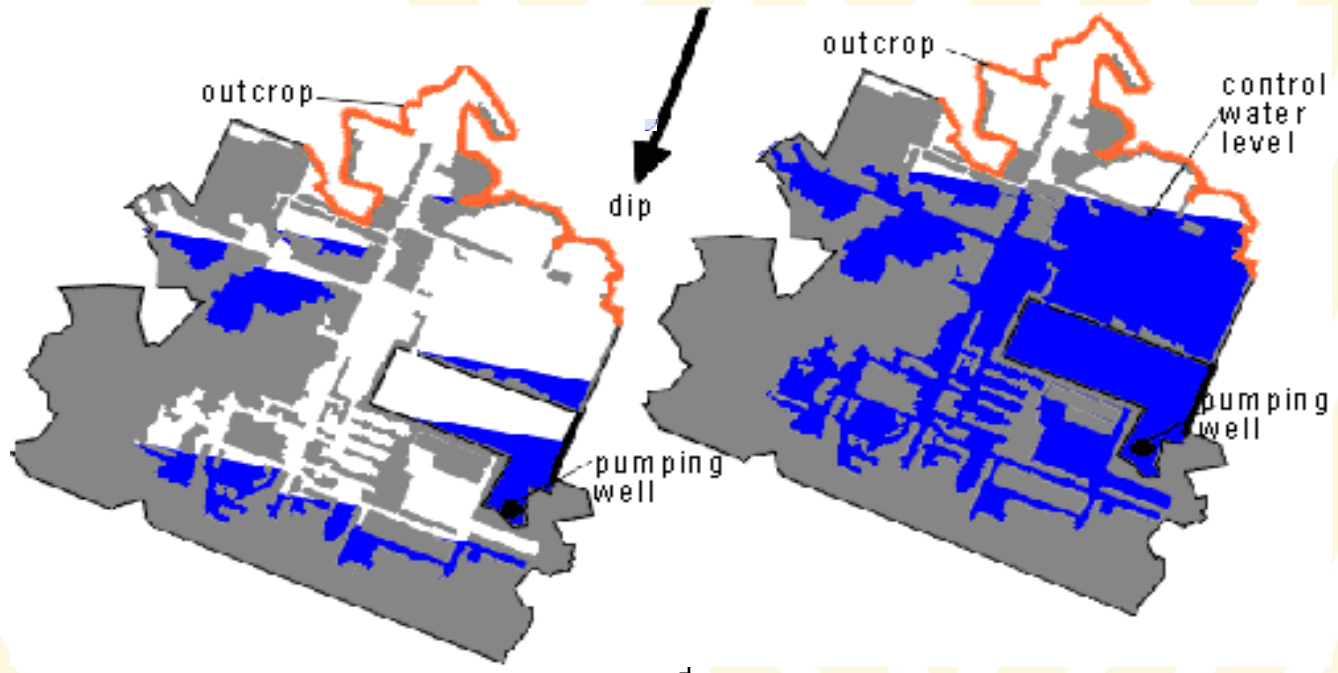 outcrop
dip
pumping
well
outcrop
control
water
level
pumping
well